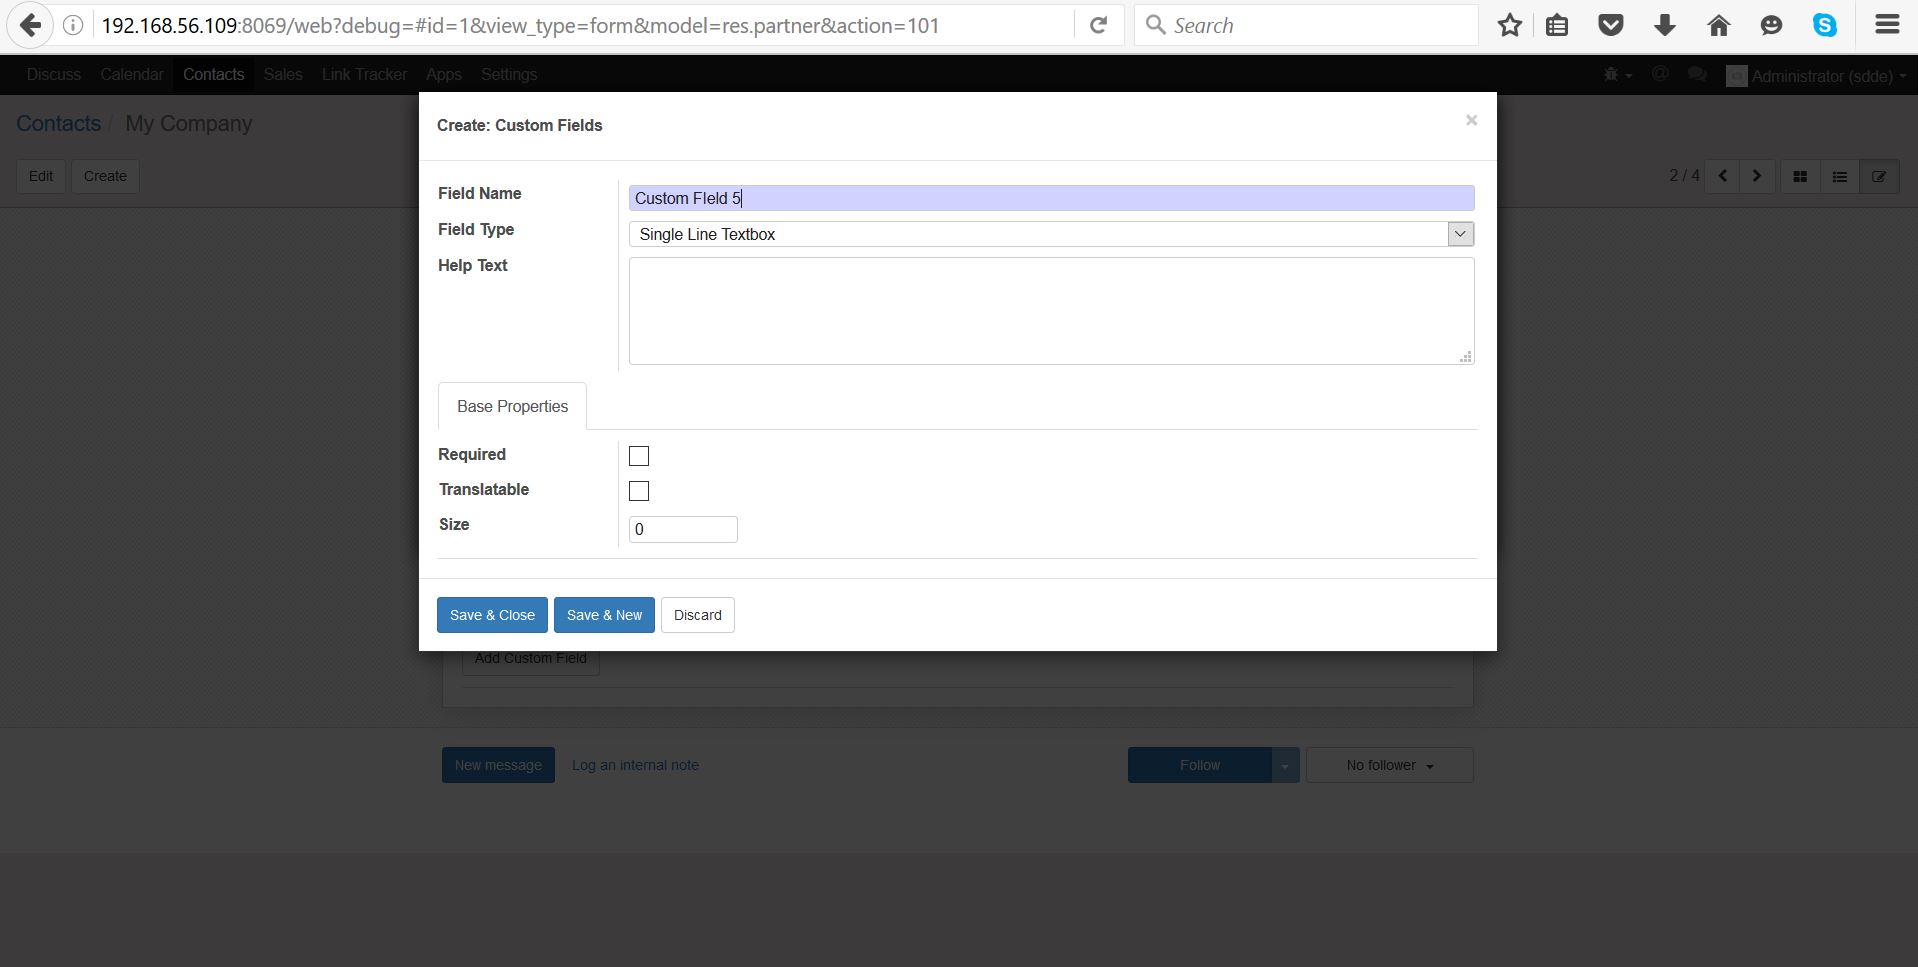 192.168.56.109:8069/web?debug=#id=1&view_type=form&model=res.partner&action=101
Search
Discuss Calendar Contacts Sales Link Tracker Apps Settings
Administrator (sdde)
Contacts / My Company
Edit Create
2 / 4
Create: Custom Fields
×
Field Name
Custom FIeld 5
Field Type
Single Line Textbox
Help Text
Base Properties
Required
Translatable
Size
0
Save & Close Save & New Discard
Add Custom Field
New message Log an internal note Follow No follower